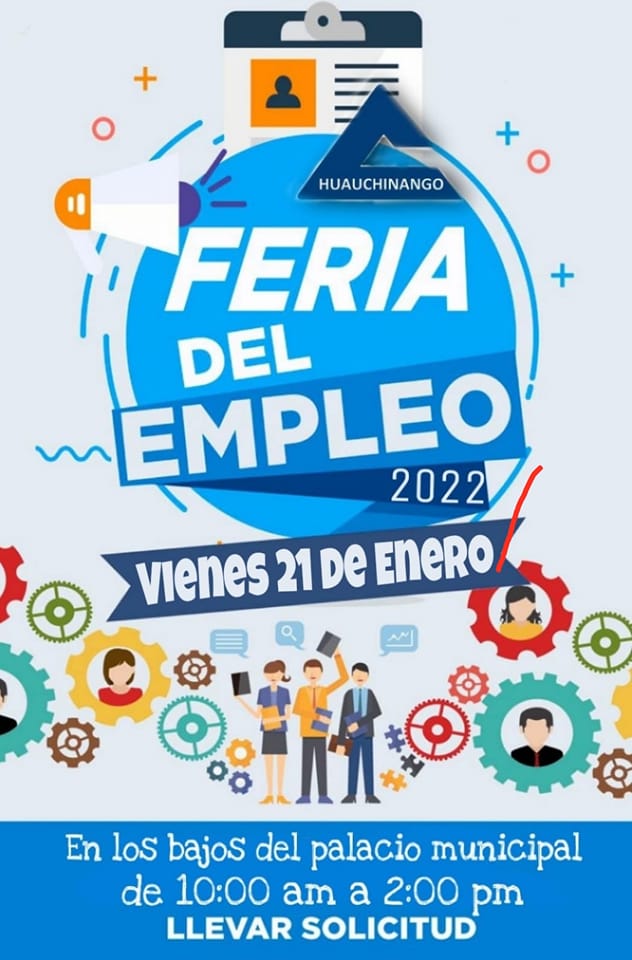 HUAUCHINANGO
FERIA
DEL
EMPLEO
2022
Vienes 21 De Enero
En los bajos del palacio municipal
de 10:00 am a 2:00 pm
LLEVAR SOLICITUD